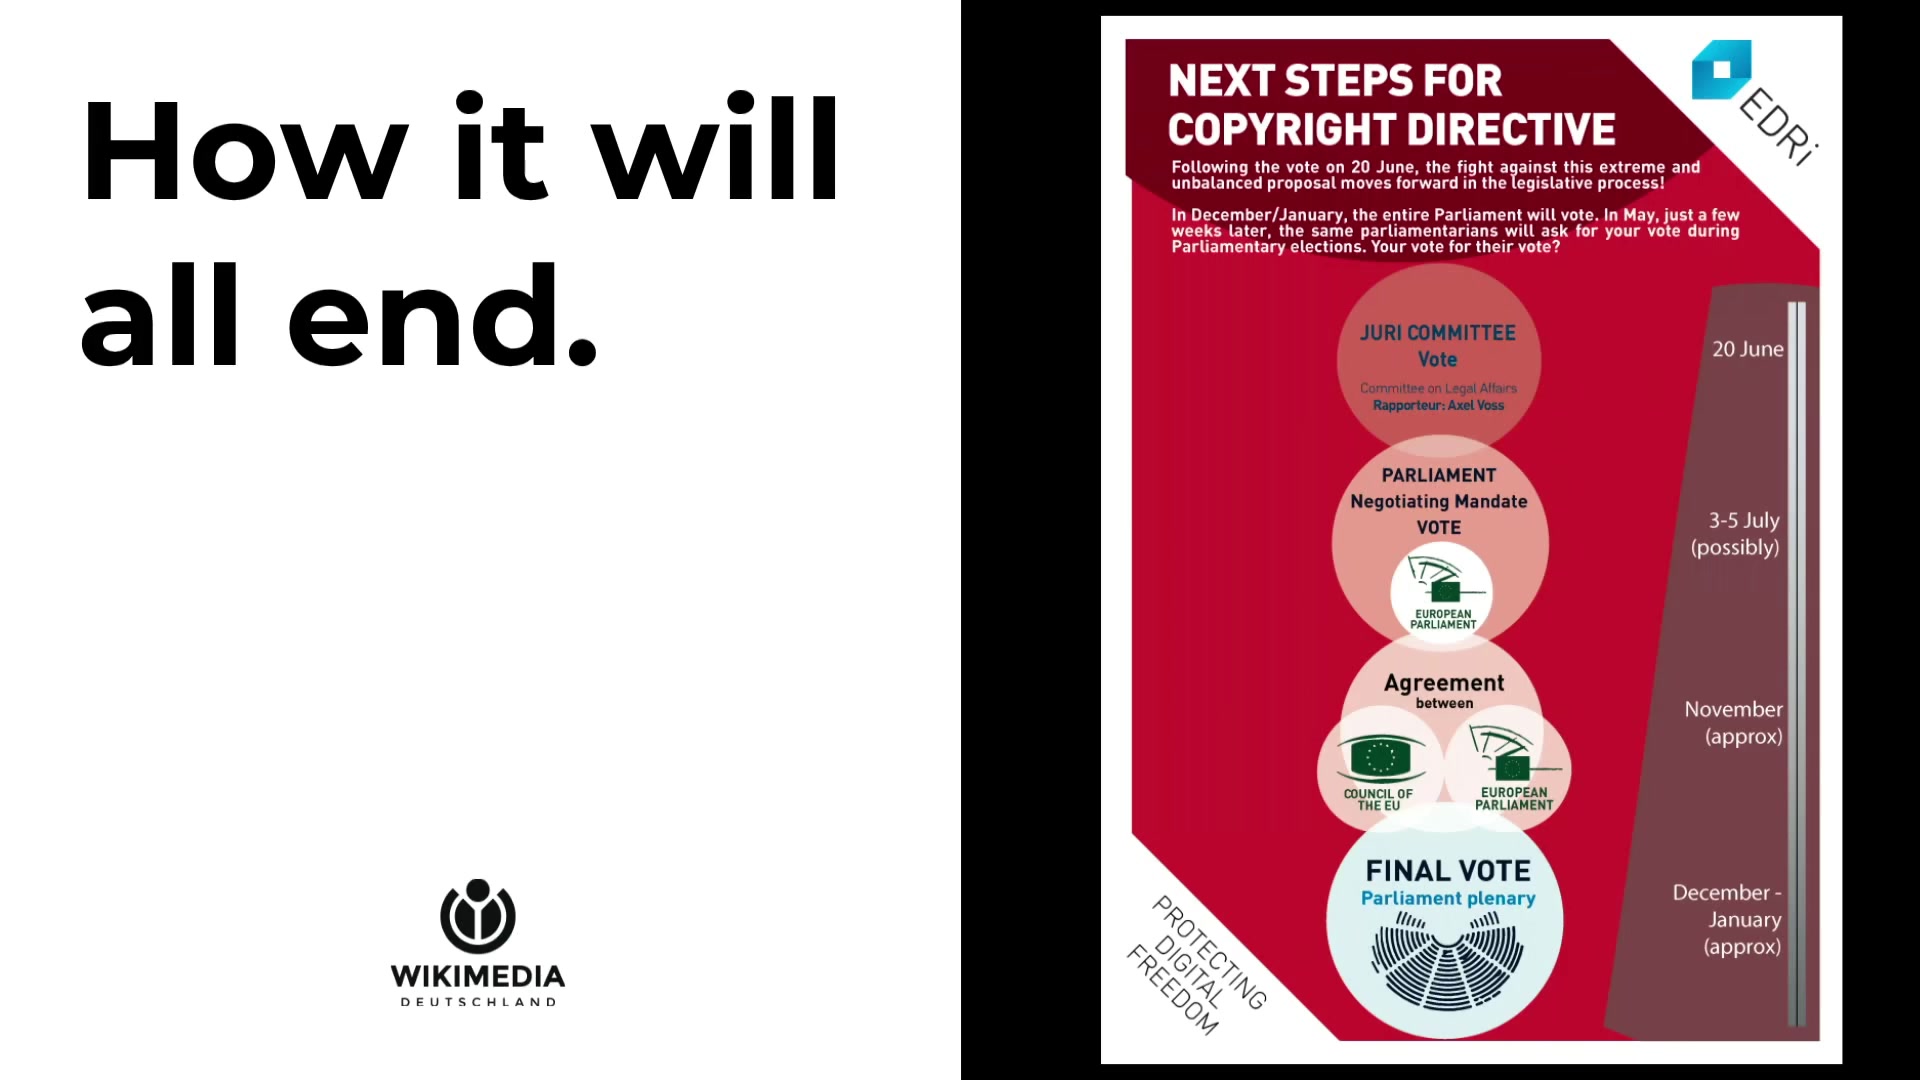 How it will
all end.
WIKIMEDIA
DEUTSCHLAND
NEXT STEPS FOR
COPYRIGHT DIRECTIVE
EDRi
Following the vote on 20 June, the fight against this extreme and
unbalanced proposal moves forward in the legislative process!
In December/January, the entire Parliament will vote. In May, just a few
weeks later, the same parliamentarians will ask for your vote during
Parliamentary elections. Your vote for their vote?
JURI COMMITTEE
Vote
Committee on Legal Affairs
Rapporteur: Axel Voss
20 June
PARLIAMENT
Negotiating Mandate
VOTE
EUROPEAN
PARLIAMENT
3-5 July
(possibly)
Agreement
between
COUNCIL OF
THE EU
EUROPEAN
PARLIAMENT
November
(approx)
FINAL VOTE
Parliament plenary
December -
January
(approx)
PROTECTING
DIGITAL
FREEDOM